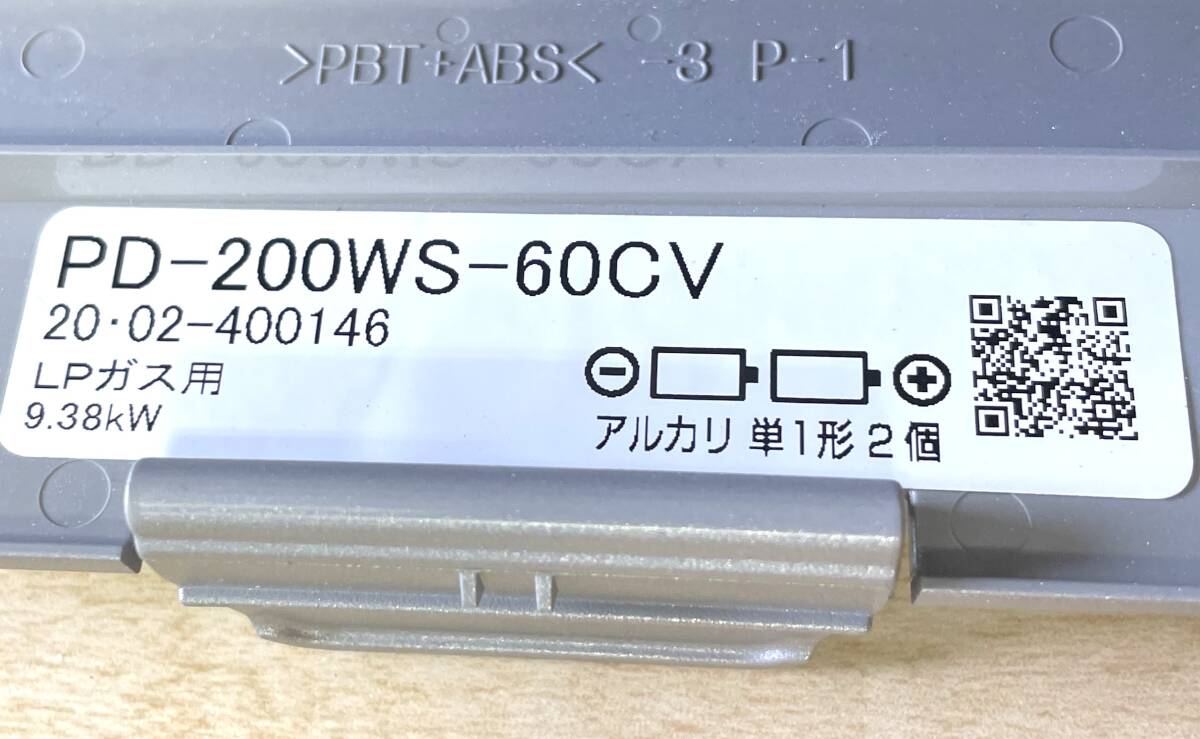 >PBT+ABS< -3 P-1
PD-200WS-60CV
20・02-400146
LPガス用
9.38kW
アルカリ 単1形 2個